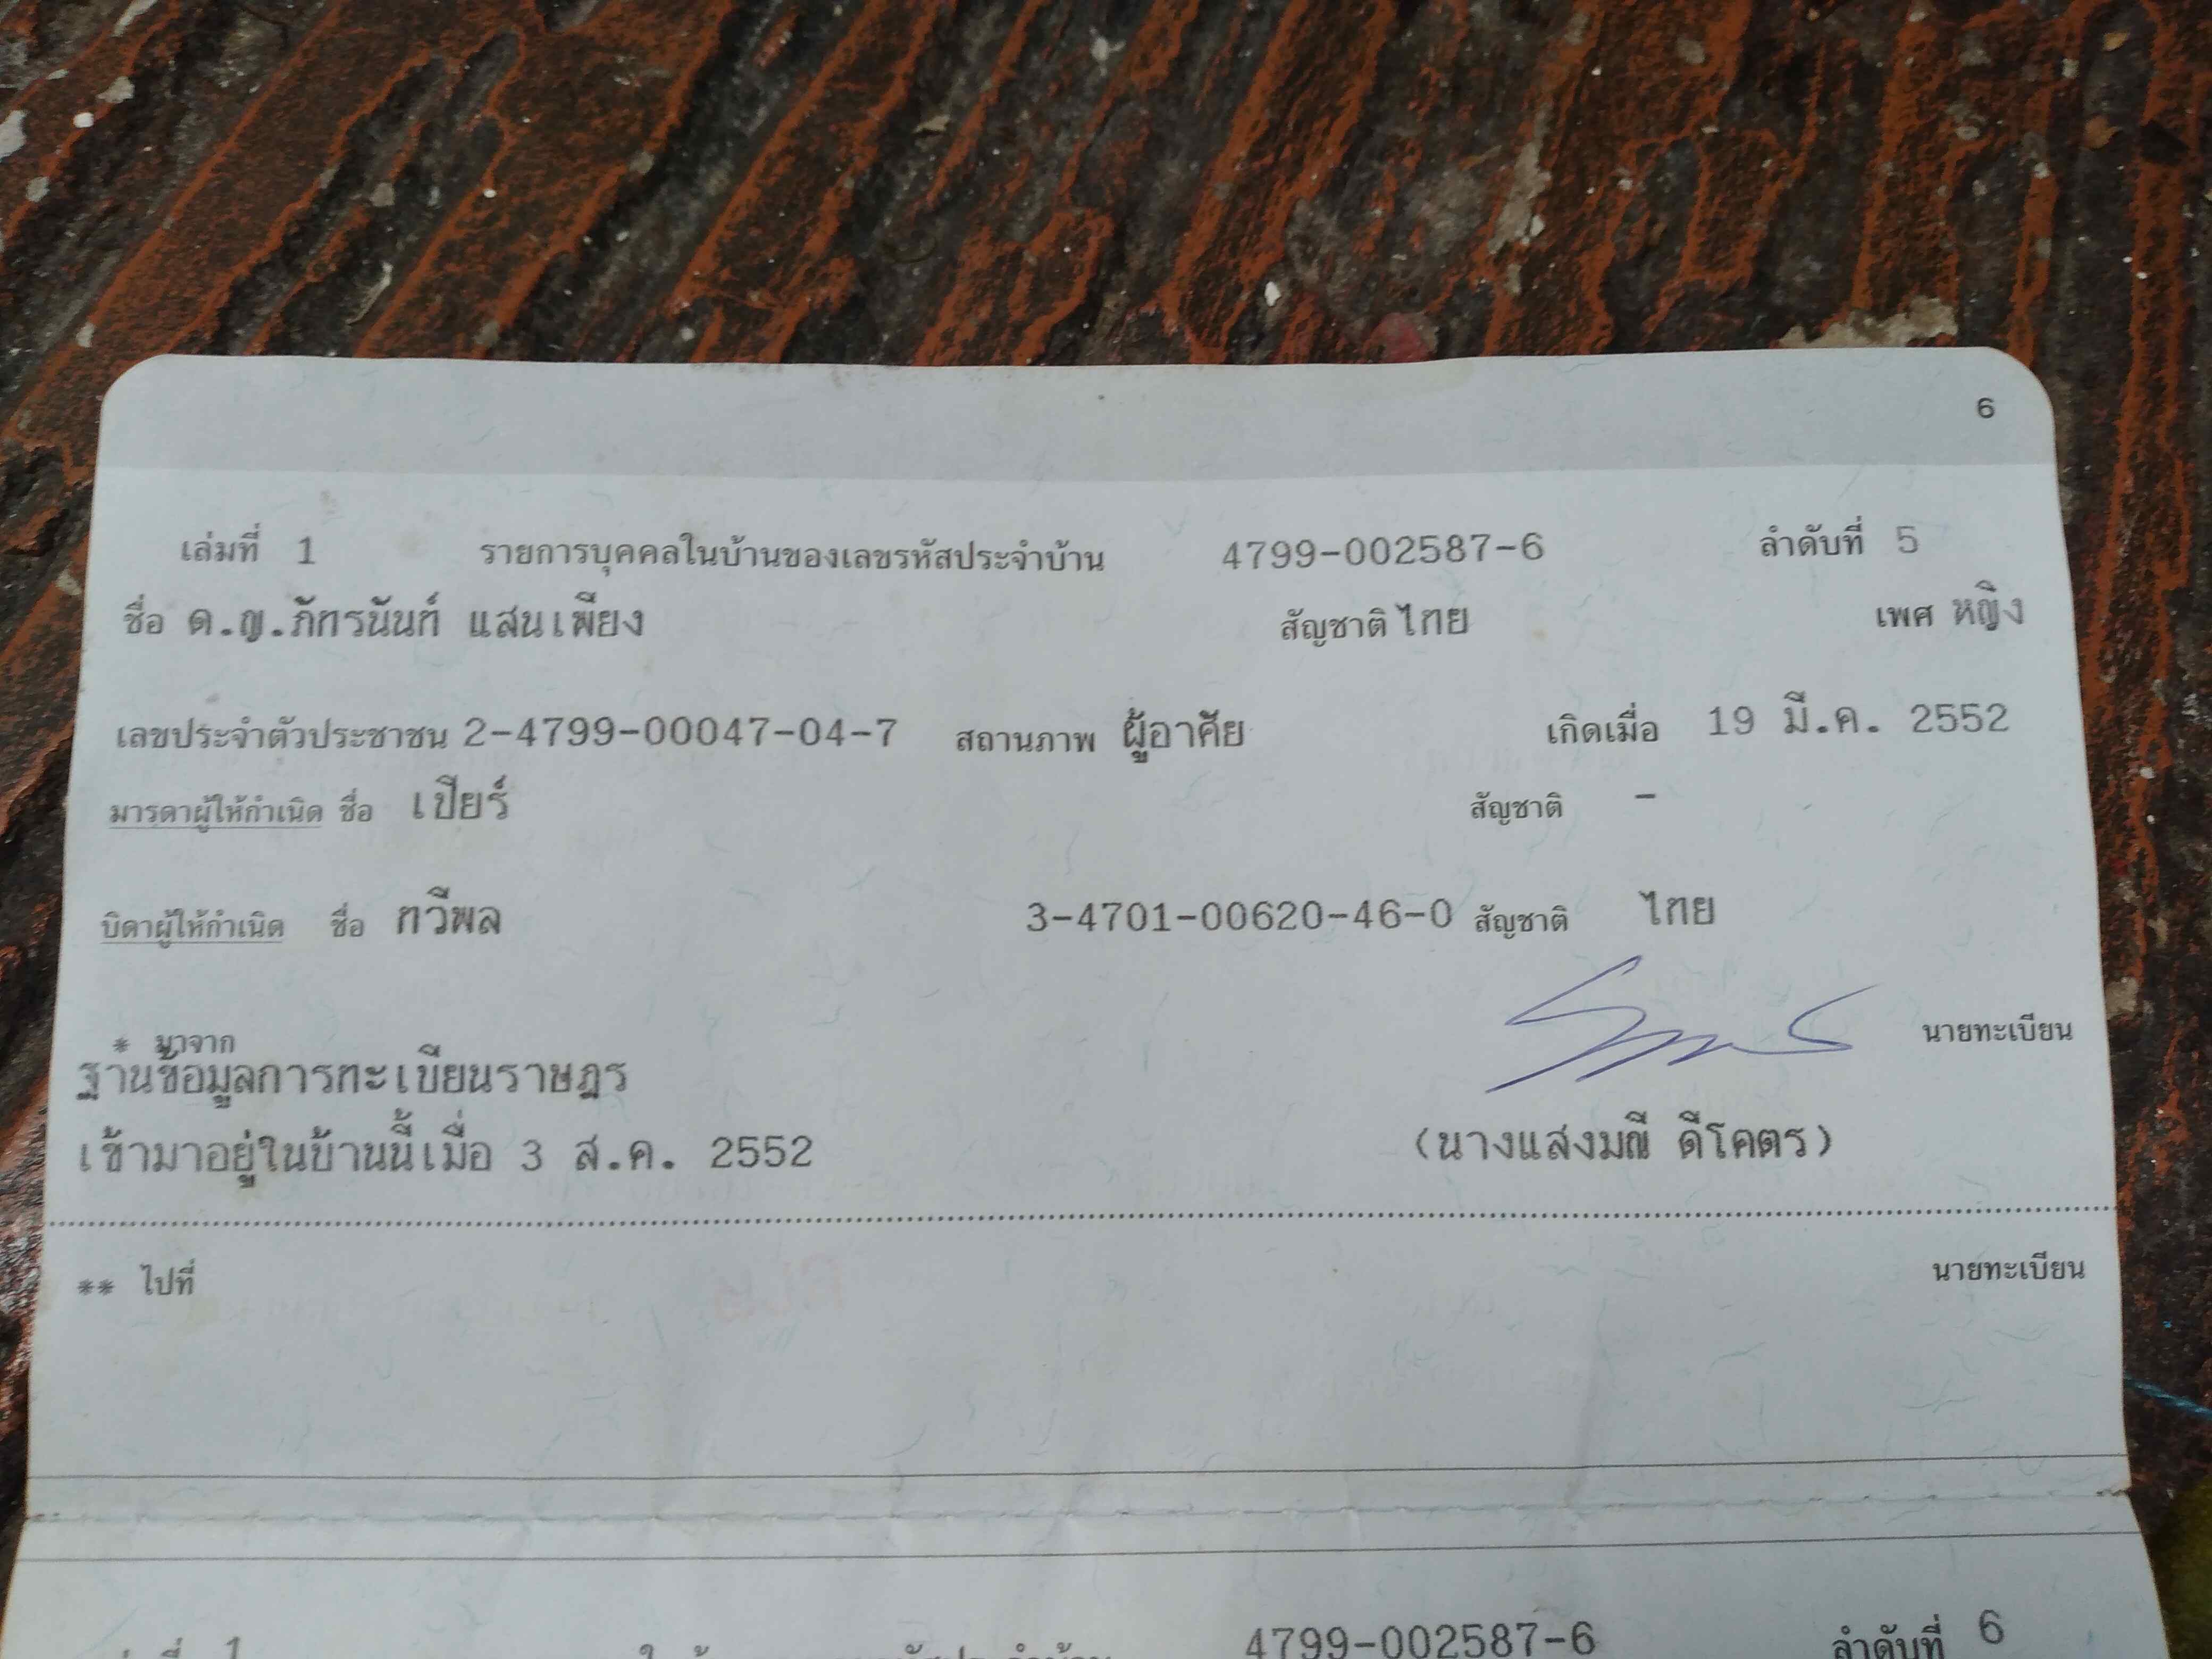 6
เล่มที่ 1 รายการบุคคลในบ้านของเลขรหัสประจำบ้าน 4799-002587-6 ลำดับที่ 5
ชื่อ ด.ญ.ภัทรนันท์ แสนเพียง สัญชาติ ไทย เพศ หญิง
เลขประจำตัวประชาชน 2-4799-00047-04-7 สถานภาพ ผู้อาศัย เกิดเมื่อ 19 มี.ค. 2552
มารดาผู้ให้กำเนิด ชื่อ เปียร์ สัญชาติ -
บิดาผู้ให้กำเนิด ชื่อ ทวีพล 3-4701-00620-46-0 สัญชาติ ไทย
* มาจาก นายทะเบียน
ฐานข้อมูลการทะเบียนราษฎร
เข้ามาอยู่ในบ้านนี้เมื่อ 3 ส.ค. 2552 (นางแสงมณี ดีโคตร)
** ไปที่ นายทะเบียน
1 4799-002587-6 ลำดับที่ 6